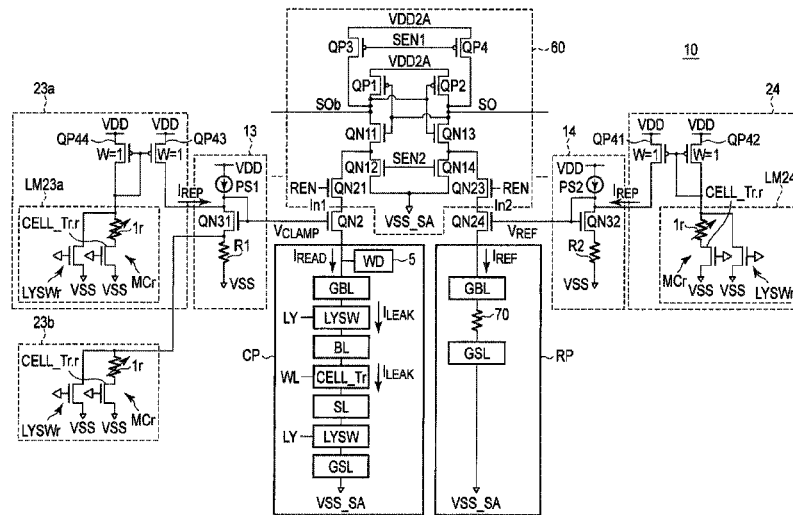 VDD2A
QP3 SEN1 QP4
60
10
VDD2A
QP1 QP2
23a
SOb SO
24
VDD VDD
QP44 QP43
W=1 W=1
13
QN11 QN13
14
VDD VDD
QP41 QP42
W=1 W=1
VDD
PS1
QN12 SEN2 QN14
VDD
PS2
LM23a
IREP
QN21 REN
QN23 REN
IREP
CELL_Tr.r
LM24
In1 In2
CELL_Tr.r
1r
QN31
VCLAMP
QN2
VSS_SA
QN24
VREF
QN32
1r
R1
R2
MCr
LYSWr
VSS VSS
VSS
VSS
MCr
LYSWr
VSS VSS
IREAD
WD
5
IREF
GBL
GBL
23b
LY
LYSW
ILEAK
70
CP
RP
BL
GSL
CELL_Tr.r
1r
WL
CELL_Tr
ILEAK
SL
LYSWr
MCr
VSS VSS
LY
LYSW
GSL
VSS_SA
VSS_SA